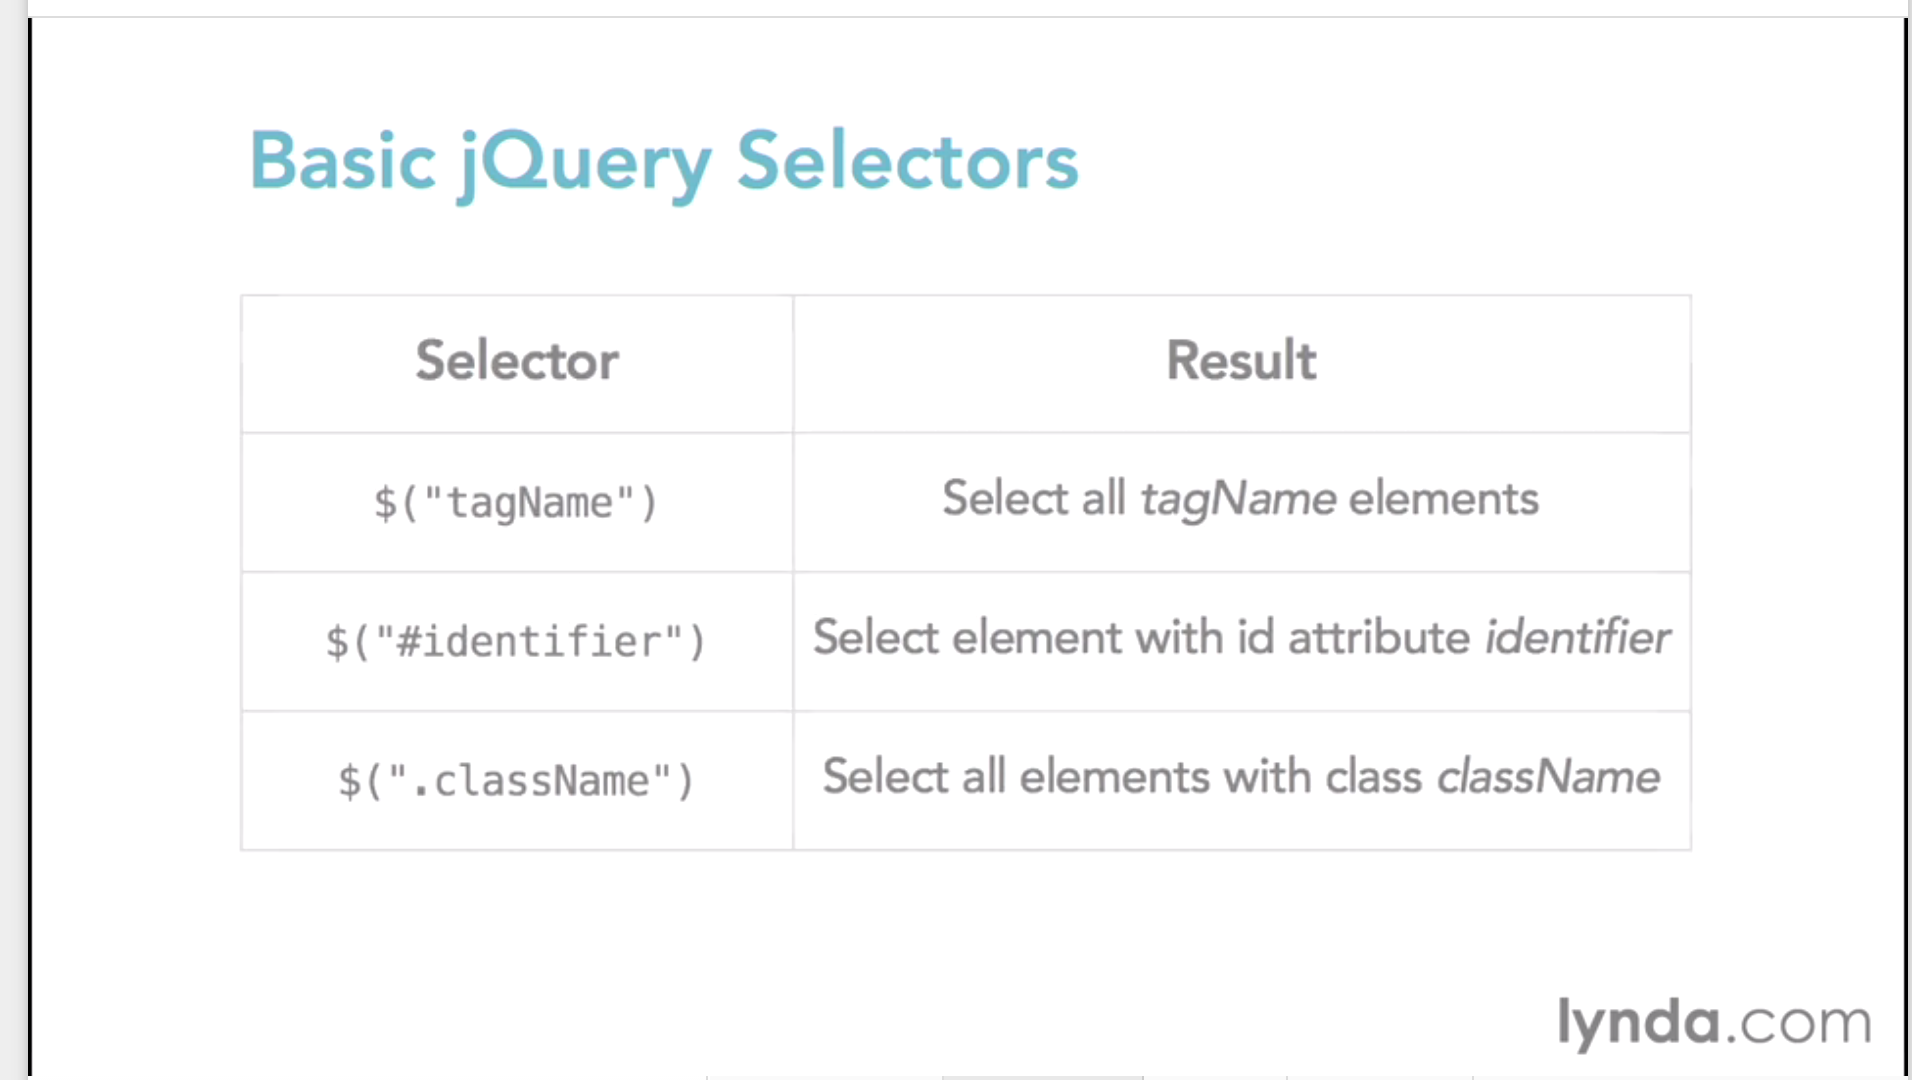 Basic jQuery Selectors
Selector Result
$("tagName") Select all tagName elements
$("#identifier") Select element with id attribute identifier
$(".className") Select all elements with class className
lynda.com